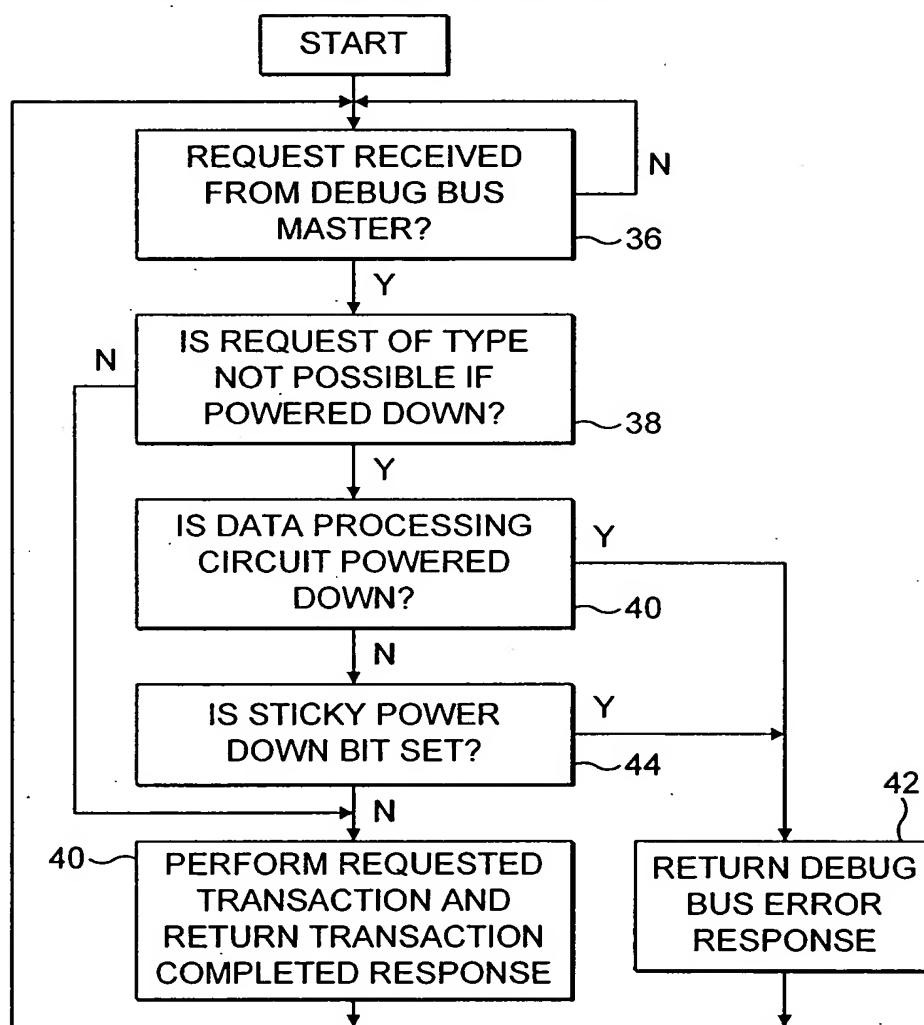 START
REQUEST RECEIVED
FROM DEBUG BUS
MASTER?
N
36
Y
IS REQUEST OF TYPE
NOT POSSIBLE IF
POWERED DOWN?
N
38
Y
IS DATA PROCESSING
CIRCUIT POWERED
DOWN?
Y
40
N
IS STICKY POWER
DOWN BIT SET?
Y
44
N
42
40
PERFORM REQUESTED
TRANSACTION AND
RETURN TRANSACTION
COMPLETED RESPONSE
RETURN DEBUG
BUS ERROR
RESPONSE